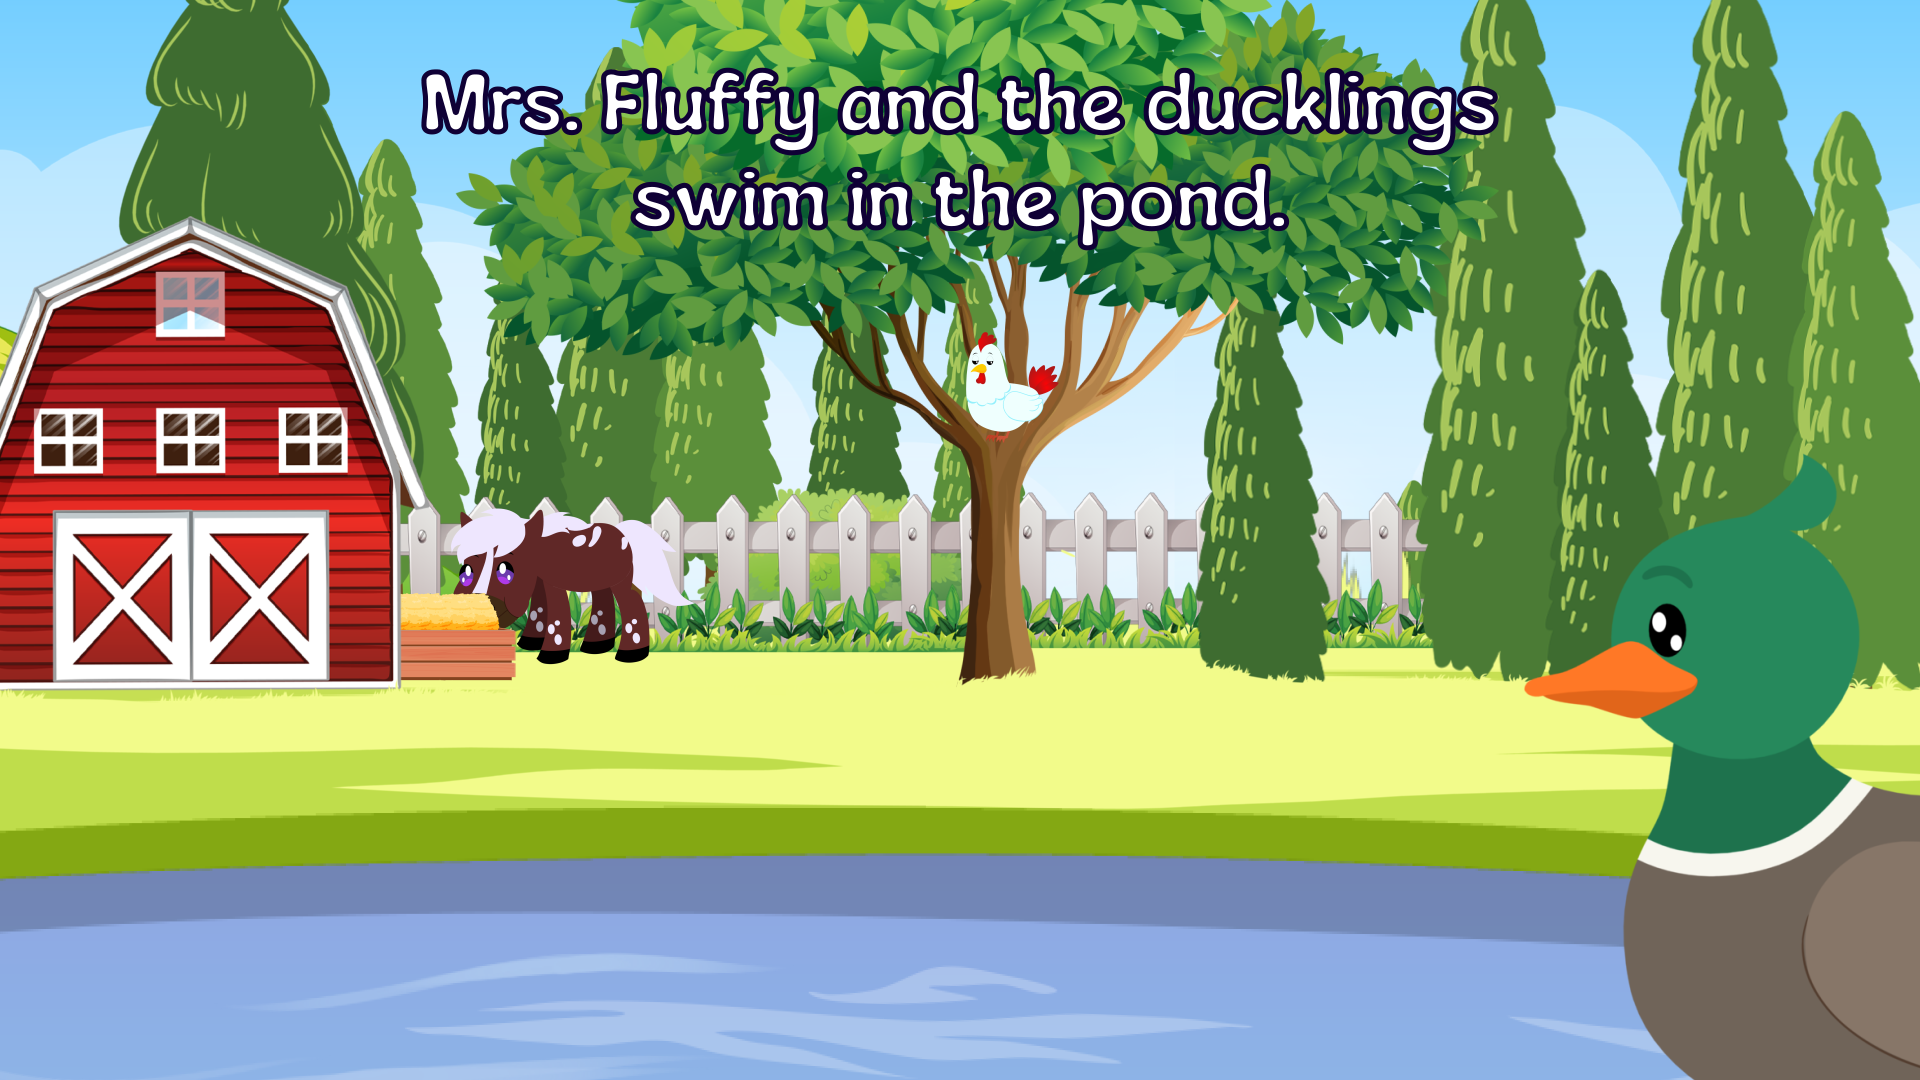 Mrs. Fluffy and the ducklings
swim in the pond.